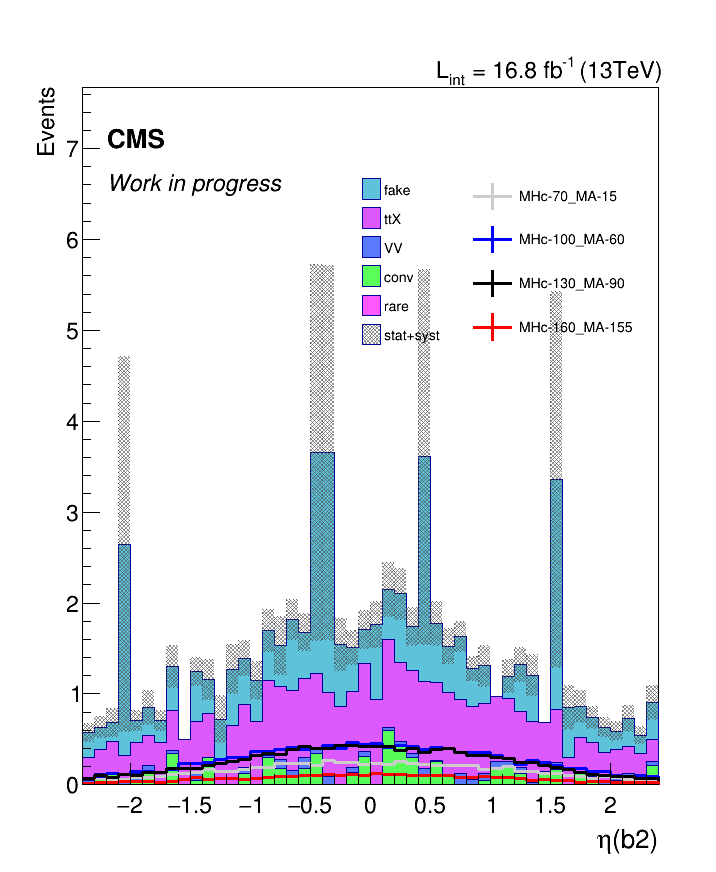 L_int = 16.8 fb^-1 (13TeV)
Events
CMS
Work in progress
fake
ttX
VV
conv
rare
stat+syst
MHc-70_MA-15
MHc-100_MA-60
MHc-130_MA-90
MHc-160_MA-155
7
6
5
4
3
2
1
0
−2 −1.5 −1 −0.5 0 0.5 1 1.5 2
η(b2)